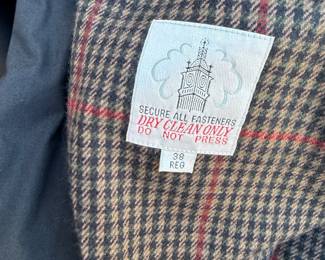 SECURE ALL FASTENERS
DRY CLEAN ONLY
DO NOT PRESS
38
REG